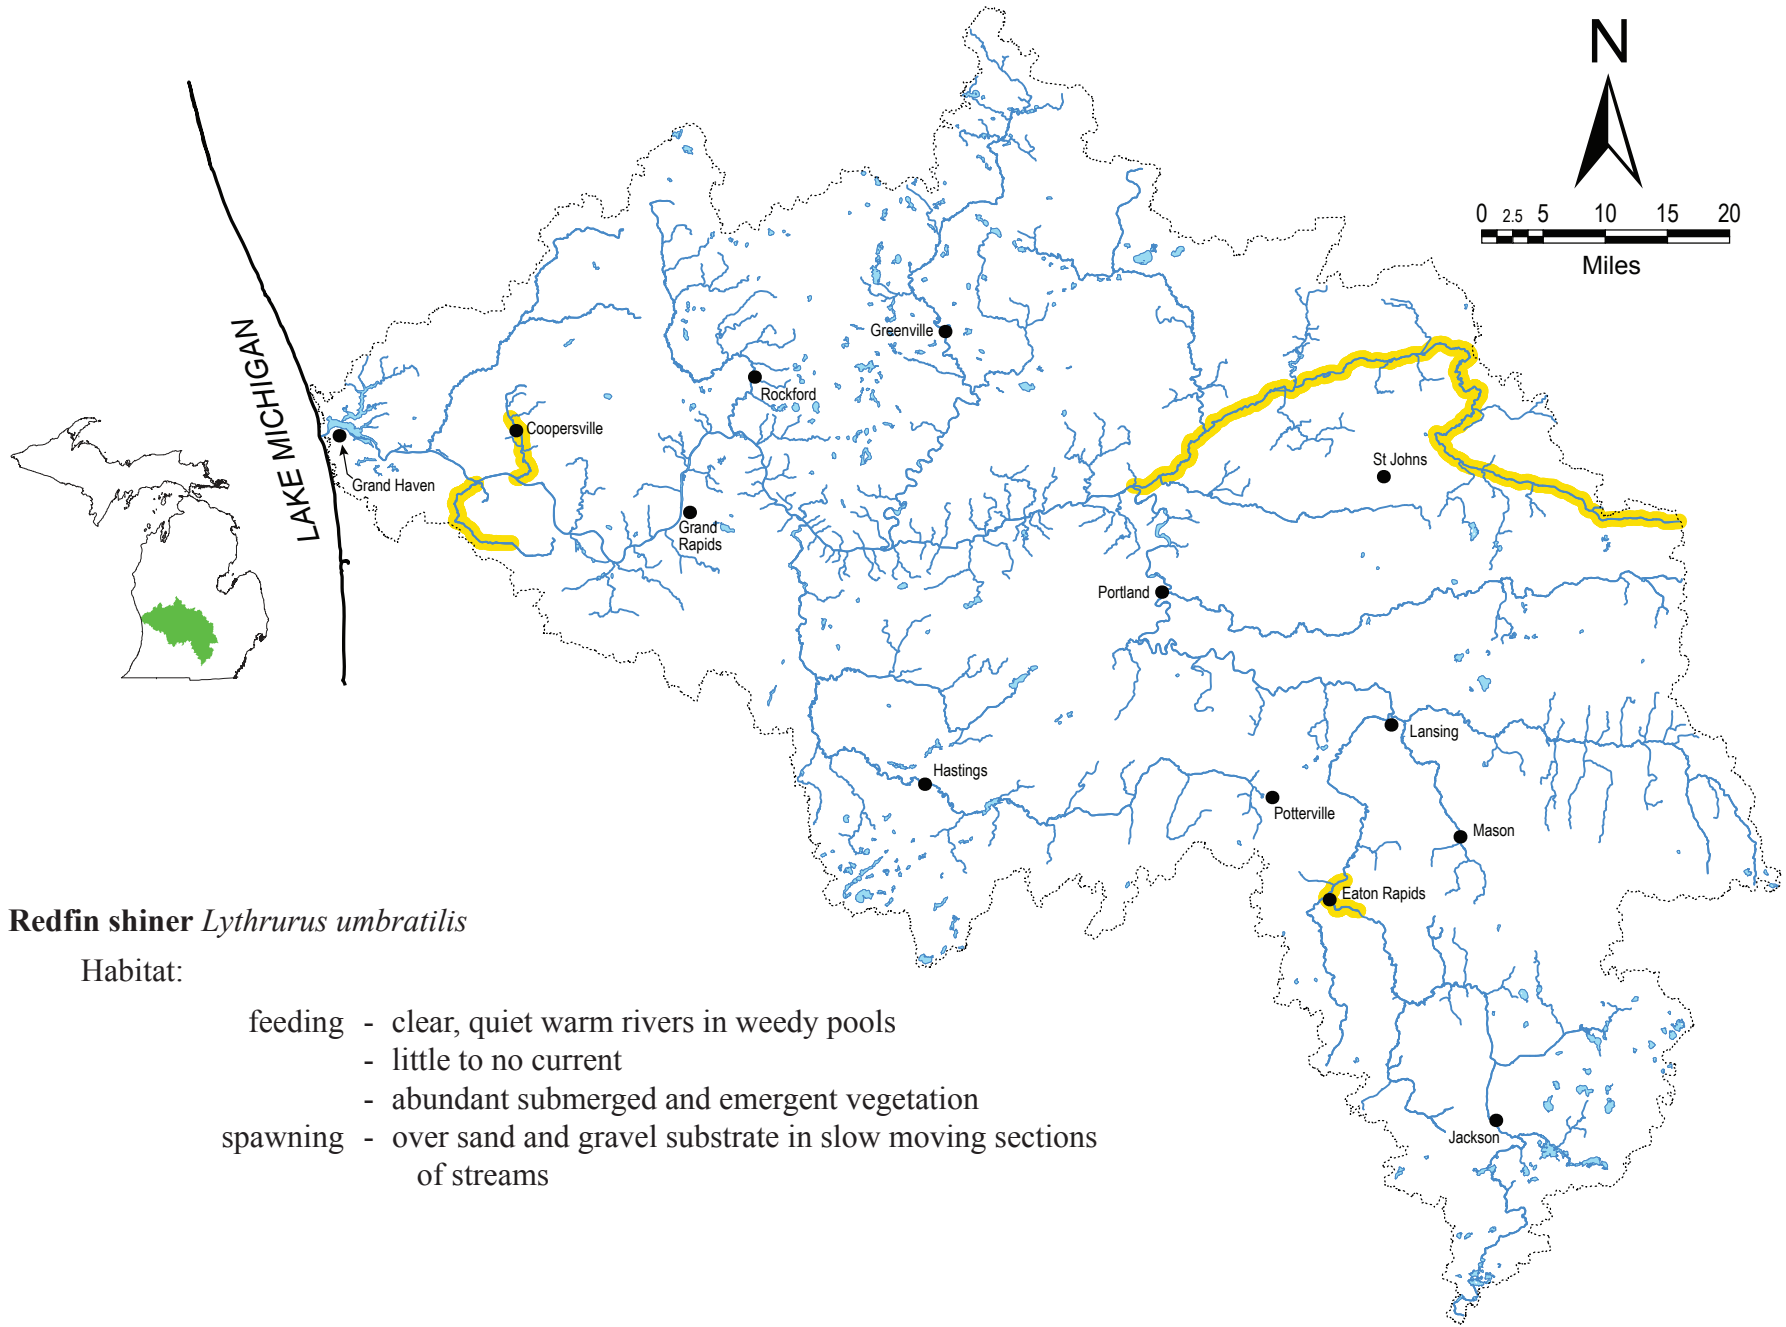 N
0 2.5 5 10 15 20
Miles
LAKE MICHIGAN
Greenville
Rockford
Coopersville
Grand Haven
St Johns
Grand
Rapids
Portland
Lansing
Hastings
Potterville
Mason
Eaton Rapids
Jackson
Redfin shiner Lythrurus umbratilis
Habitat:
feeding - clear, quiet warm rivers in weedy pools
- little to no current
- abundant submerged and emergent vegetation
spawning - over sand and gravel substrate in slow moving sections
of streams